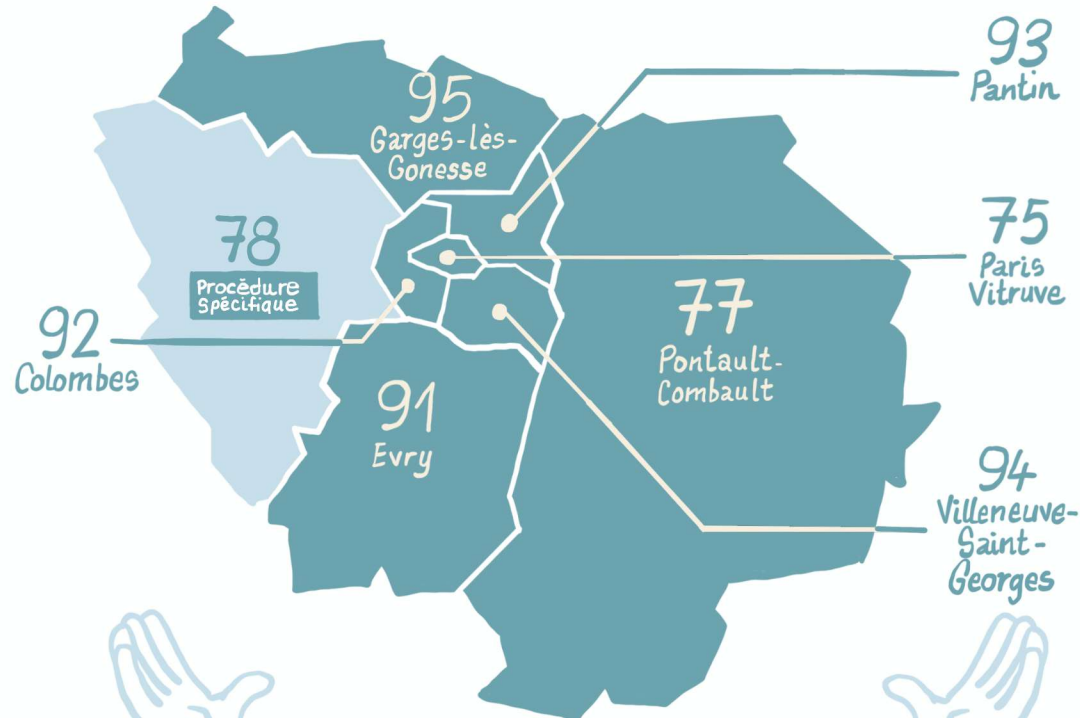 93
Pantin
95
Garges-lès-
Gonesse
75
Paris
Vitruve
78
Procédure
Spécifique
77
Pontault-
Combault
92
Colombes
91
Evry
94
Villeneuve-
Saint-
Georges